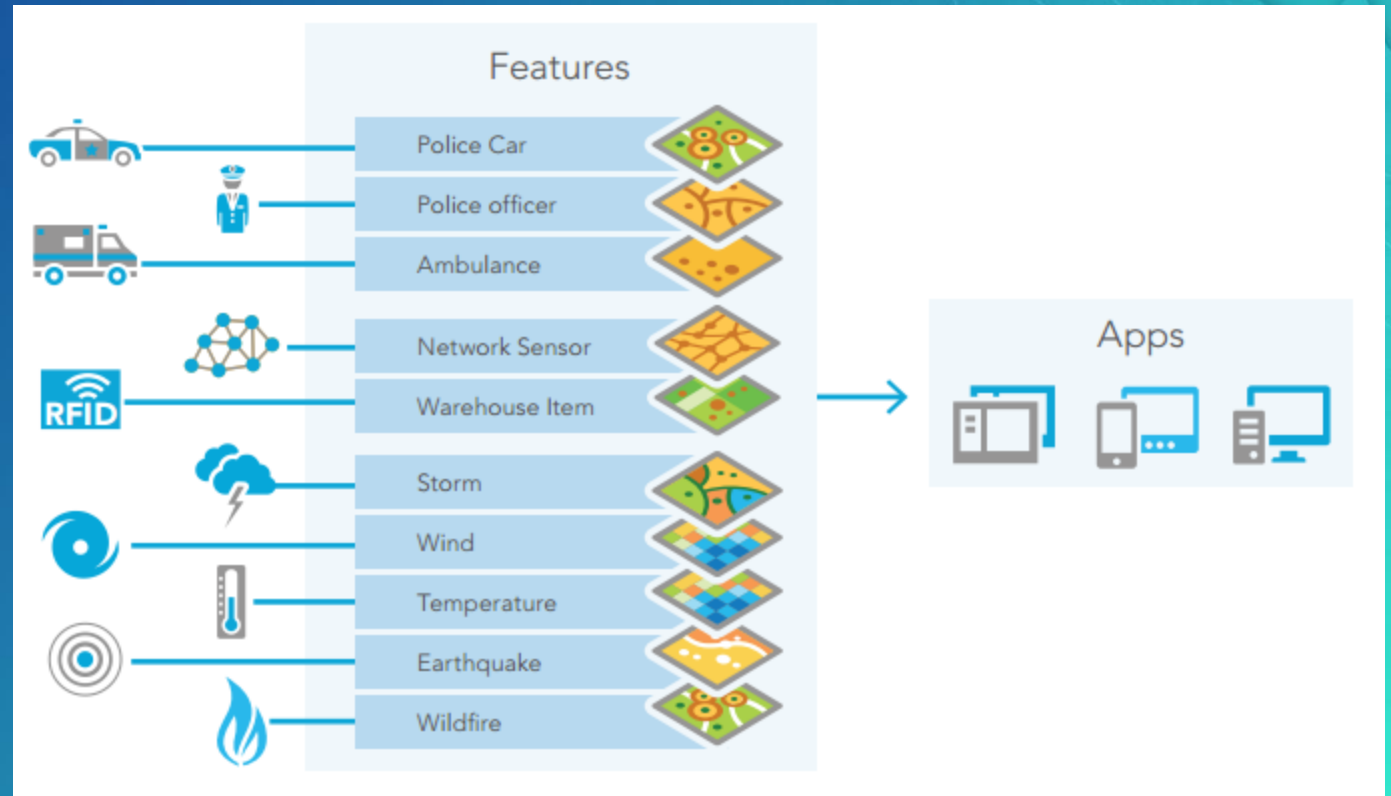 Features
Police Car
Police officer
Ambulance
Network Sensor
RFID
Warehouse Item
Storm
Wind
Temperature
Earthquake
Wildfire
Apps